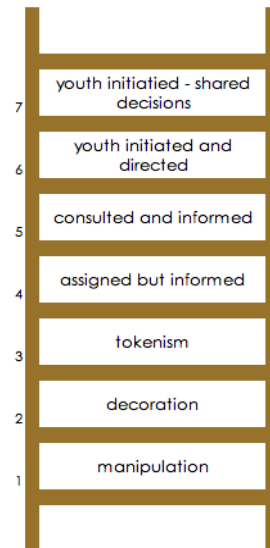 youth initiatied - shared
decisions
7
youth initiated and
directed
6
consulted and informed
5
assigned but informed
4
tokenism
3
decoration
2
manipulation
1